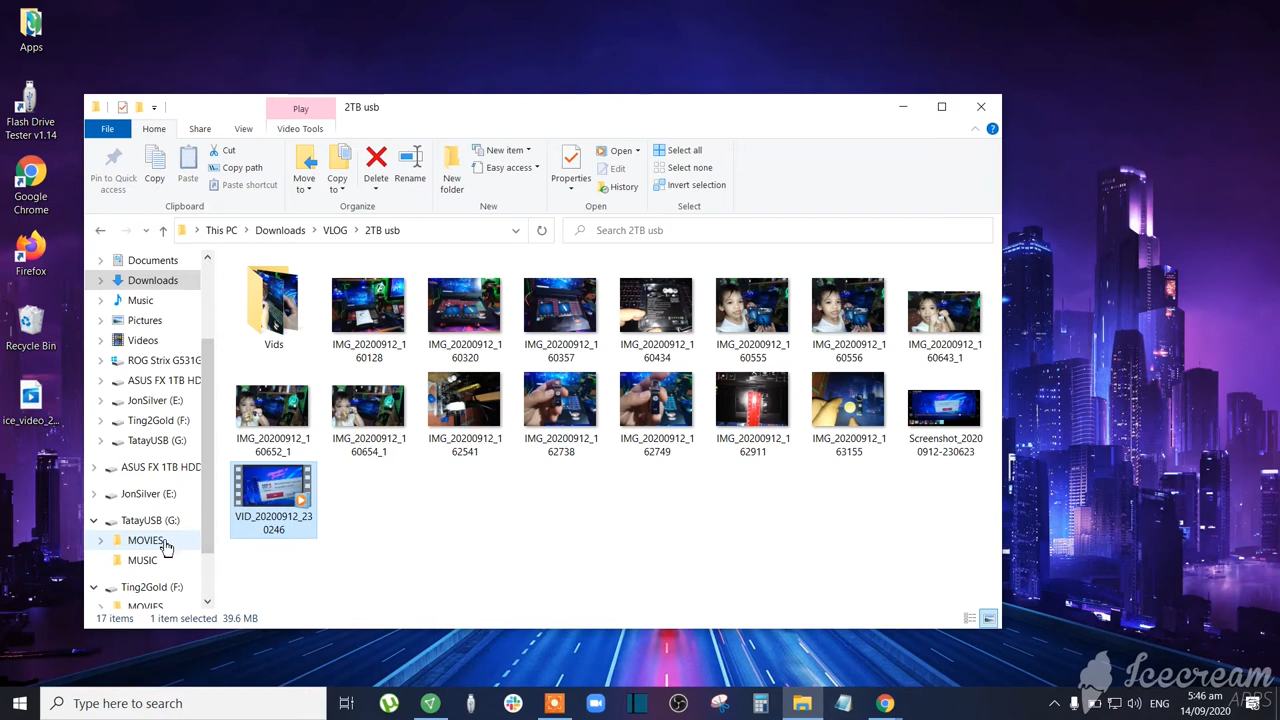 Apps
Flash Drive
Tester v1.14
Google
Chrome
Firefox
Recycle Bin
ice_video_2...
Play
2TB usb
File
Home
Share
View
Video Tools
Pin to Quick
access
Copy
Paste
Cut
Copy path
Paste shortcut
Clipboard
Move
to
Copy
to
Delete
Rename
Organize
New
folder
New item
Easy access
New
Properties
Open
Edit
History
Open
Select all
Select none
Invert selection
Select
This PC
Downloads
VLOG
2TB usb
Search 2TB usb
Documents
Downloads
Music
Pictures
Videos
ROG Strix G531G
ASUS FX 1TB HDD
JonSilver (E:)
Ting2Gold (F:)
TatayUSB (G:)
ASUS FX 1TB HDD
JonSilver (E:)
TatayUSB (G:)
MOVIES
MUSIC
Ting2Gold (F:)
MOVIES
Vids
IMG_20200912_1
60128
IMG_20200912_1
60320
IMG_20200912_1
60357
IMG_20200912_1
60434
IMG_20200912_1
60555
IMG_20200912_1
60556
IMG_20200912_1
60643_1
IMG_20200912_1
60652_1
IMG_20200912_1
60654_1
IMG_20200912_1
62541
IMG_20200912_1
62738
IMG_20200912_1
62749
IMG_20200912_1
62911
IMG_20200912_1
63155
Screenshot_2020
0912-230623
VID_20200912_23
0246
17 items
1 item selected 39.6 MB
Icecream
APPS
Type here to search
5:46 am
14/09/2020